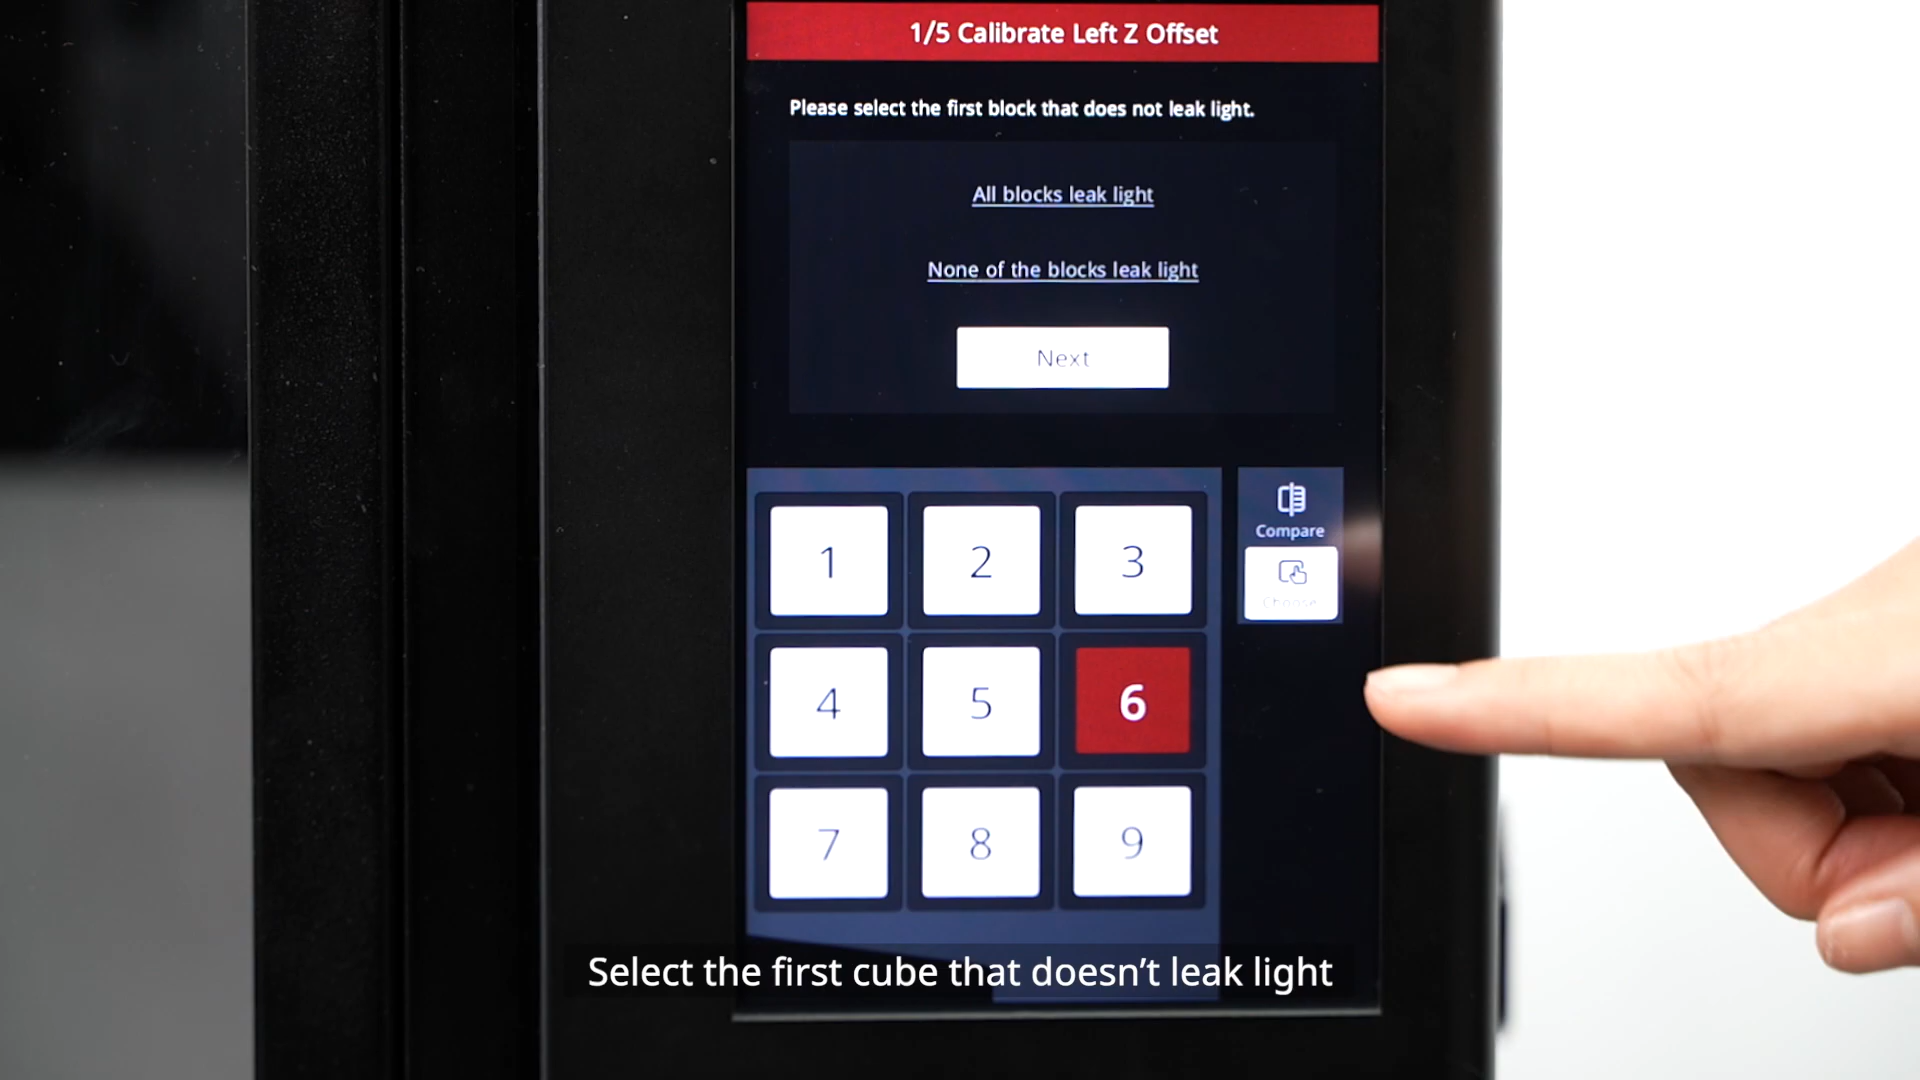 1/5 Calibrate Left Z Offset
Please select the first block that does not leak light.
All blocks leak light
None of the blocks leak light
Next
Compare
Choose
1 2 3
4 5 6
7 8 9
Select the first cube that doesn’t leak light